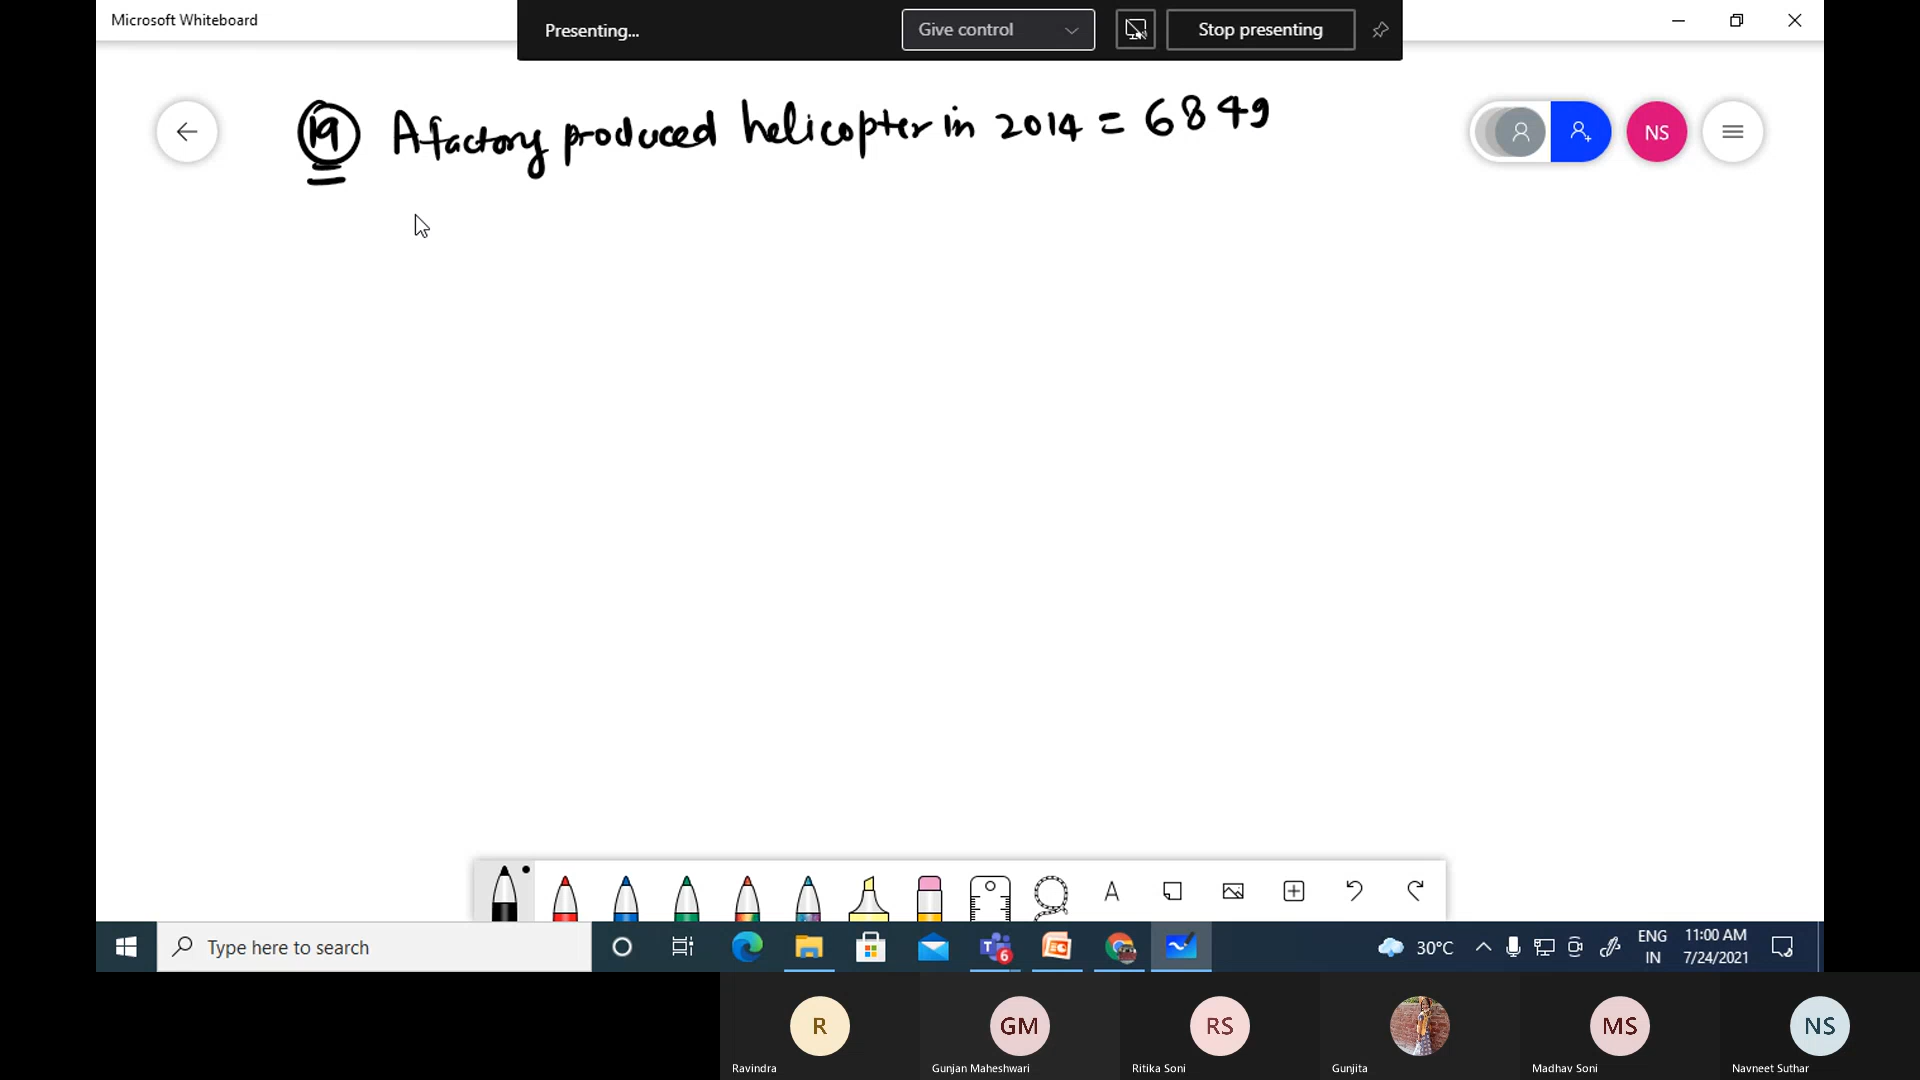 Microsoft Whiteboard
Presenting...
Give control
Stop presenting
19 A factory produced helicopter in 2014 = 6849
NS
A
Type here to search
6
30°C
ENG
IN
11:00 AM
7/24/2021
R
GM
RS
MS
NS
Ravindra
Gunjan Maheshwari
Ritika Soni
Gunjita
Madhav Soni
Navneet Suthar